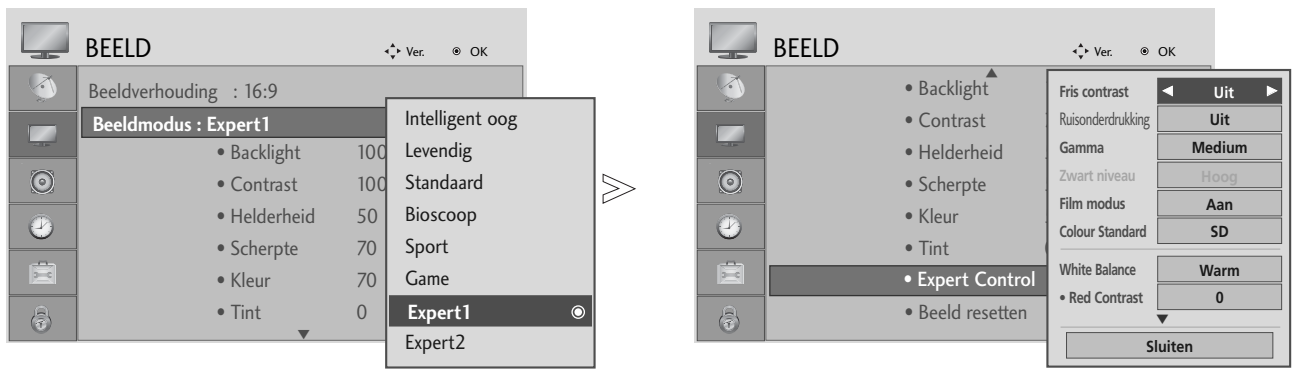 BEELD
Ver. OK
Beeldverhouding : 16:9
Beeldmodus : Expert1
• Backlight 100
• Contrast 100
• Helderheid 50
• Scherpte 70
• Kleur 70
• Tint 0
Intelligent oog
Levendig
Standaard
Bioscoop
Sport
Game
Expert1
Expert2
BEELD
Ver. OK
• Backlight
• Contrast
• Helderheid
• Scherpte
• Kleur
• Tint
• Expert Control
• Beeld resetten
Fris contrast Uit
Ruisonderdrukking Uit
Gamma Medium
Zwart niveau Hoog
Film modus Aan
Colour Standard SD
White Balance Warm
• Red Contrast 0
Sluiten